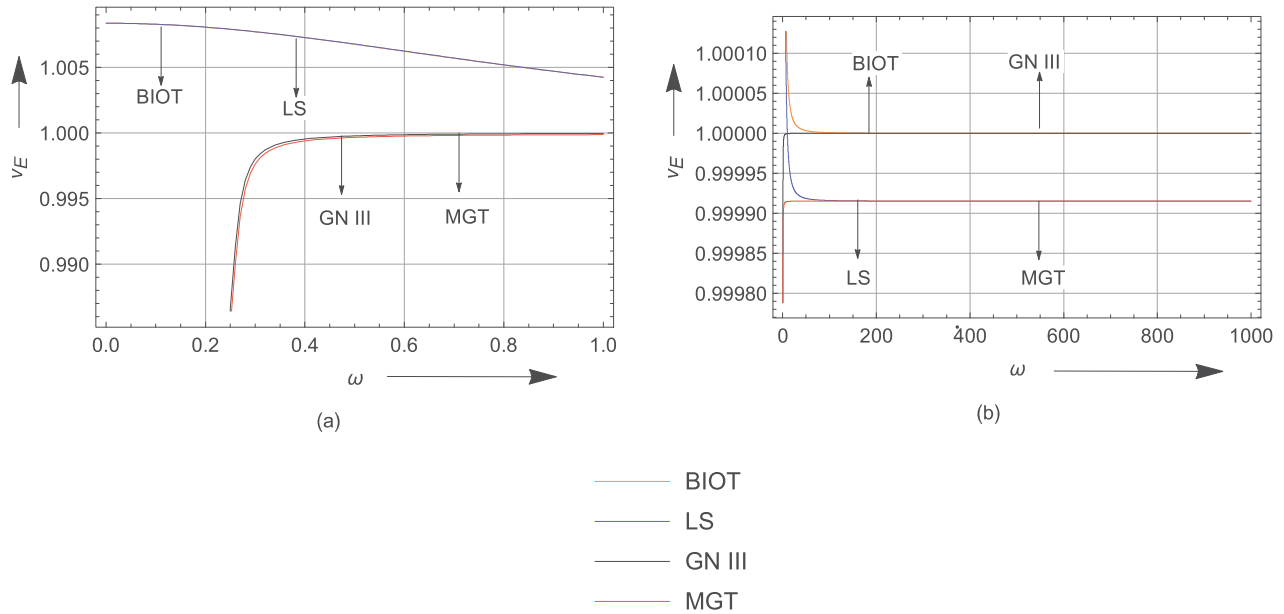 1.005
1.000
0.995
0.990
v_E
BIOT
LS
GN III
MGT
0.0 0.2 0.4 0.6 0.8 1.0
ω
(a)
1.00010
1.00005
1.00000
0.99995
0.99990
0.99985
0.99980
v_E
BIOT
GN III
LS
MGT
0 200 400 600 800 1000
ω
(b)
BIOT
LS
GN III
MGT